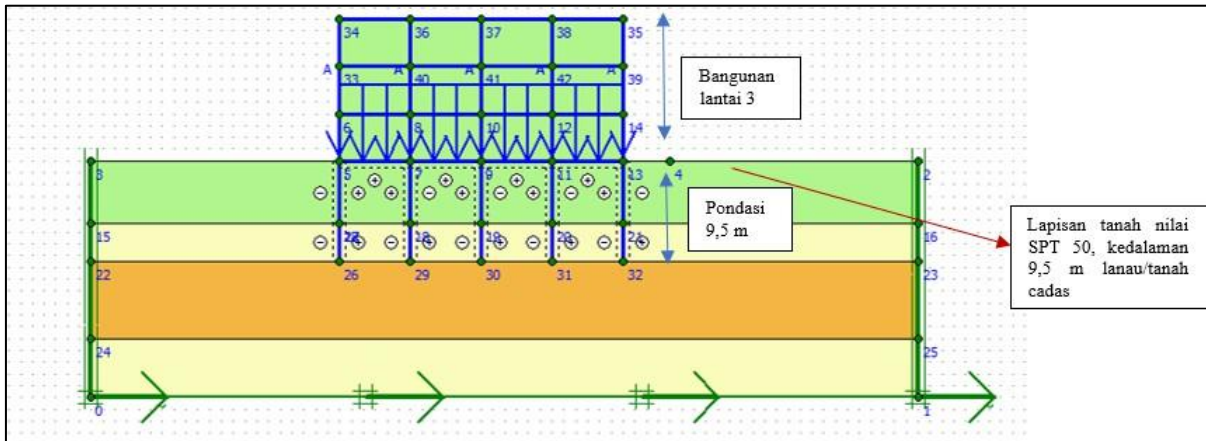 34 36 37 38 35
A A A A
33 40 41 42 39
6 8 10 12 14
Bangunan
lantai 3
3 5 7 9 11 13 4 2
Pondasi
9,5 m
15 18 19 20 21 16
22 26 29 30 31 32 23
Lapisan tanah nilai
SPT 50, kedalaman
9,5 m lanau/tanah
cadas
24 25
0 1